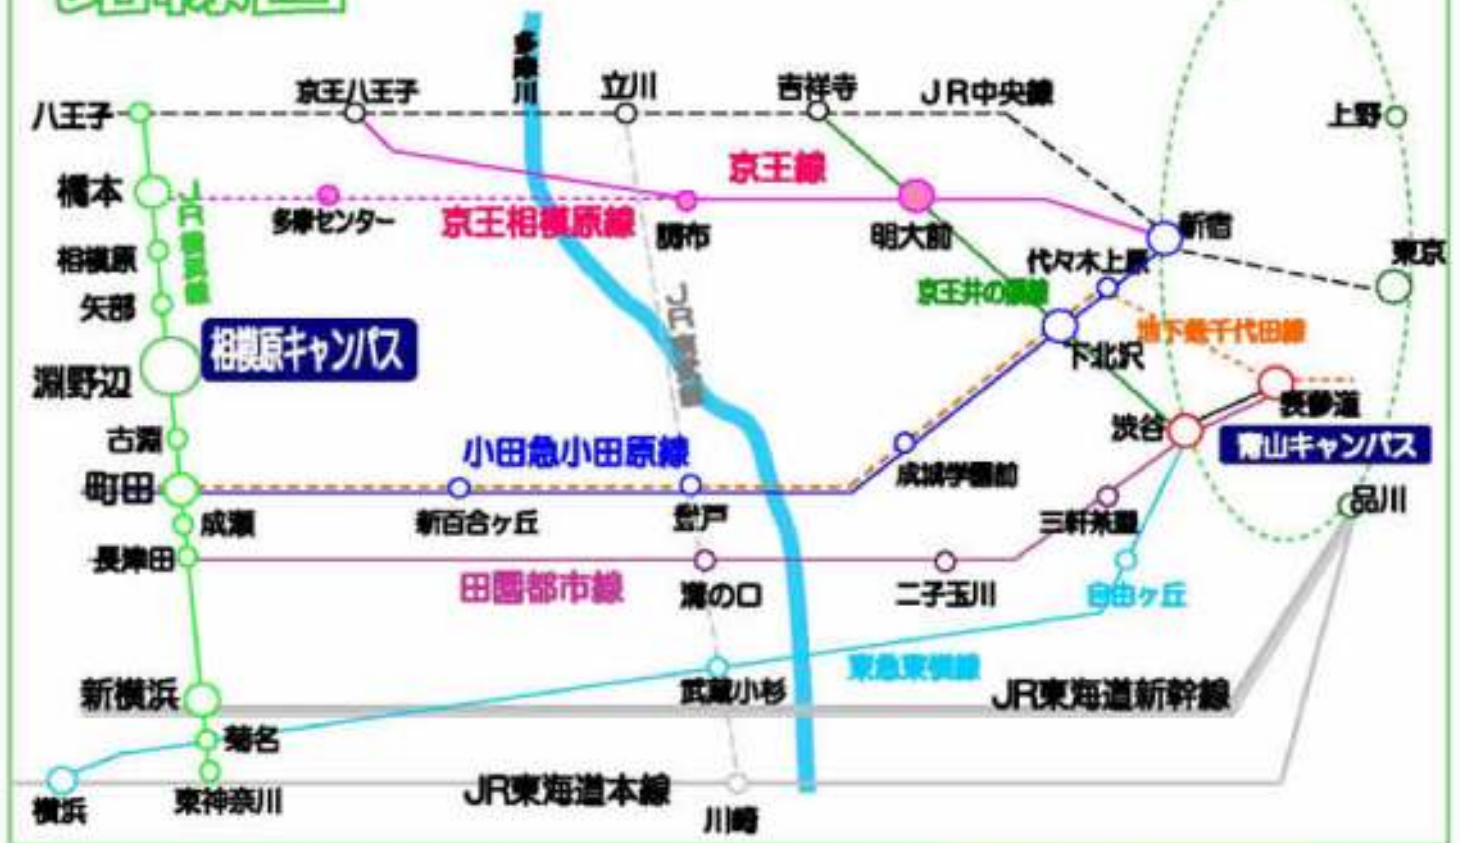 路線図
多摩川
京王八王子
立川
吉祥寺
JR中央線
八王子
上野
京王線
橋本
JR横浜線
多摩センター
京王相模原線
調布
明大前
新宿
代々木上原
東京
相模原
京王井の頭線
矢部
JR南武線
地下鉄千代田線
相模原キャンパス
下北沢
淵野辺
表参道
渋谷
青山キャンパス
古淵
小田急小田原線
成城学園前
町田
品川
成瀬
新百合ヶ丘
登戸
三軒茶屋
長津田
田園都市線
溝の口
二子玉川
自由ヶ丘
東急東横線
新横浜
武蔵小杉
JR東海道新幹線
菊名
JR東海道本線
横浜
東神奈川
川崎